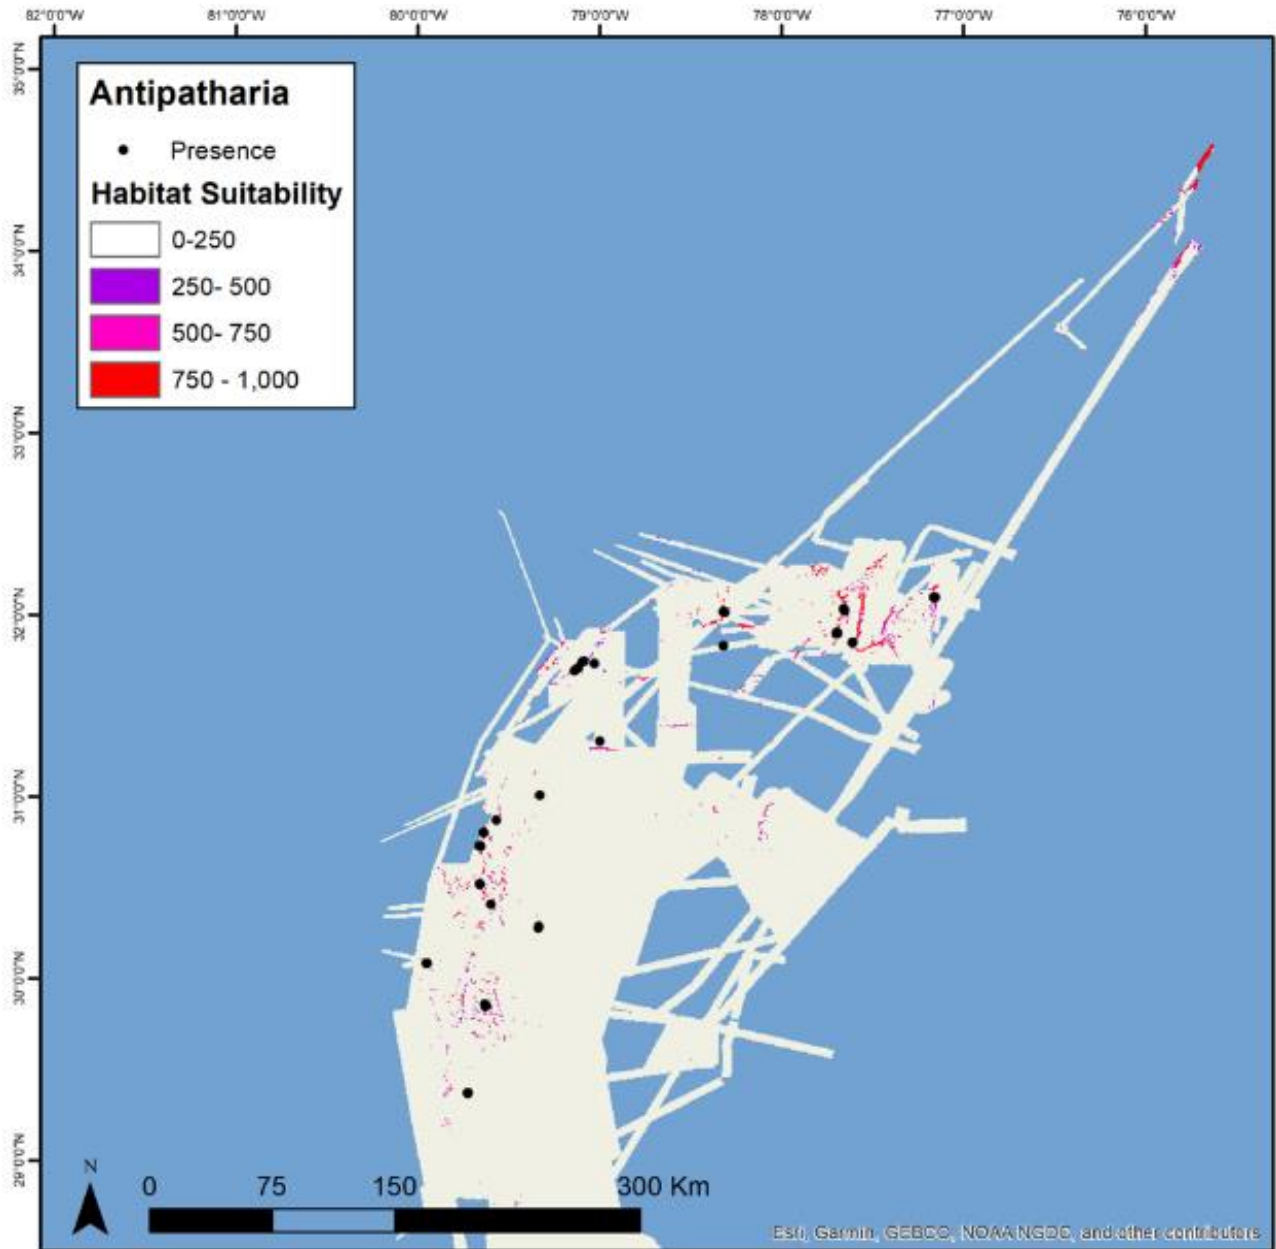 82°0'0"W 81°0'0"W 80°0'0"W 79°0'0"W 78°0'0"W 77°0'0"W 76°0'0"W
35°0'0"N
34°0'0"N
33°0'0"N
32°0'0"N
31°0'0"N
30°0'0"N
29°0'0"N
Antipatharia
Presence
Habitat Suitability
0-250
250- 500
500- 750
750 - 1,000
N
0 75 150 300 Km
Esri, Garmin, GEBCO, NOAA NGDC, and other contributors